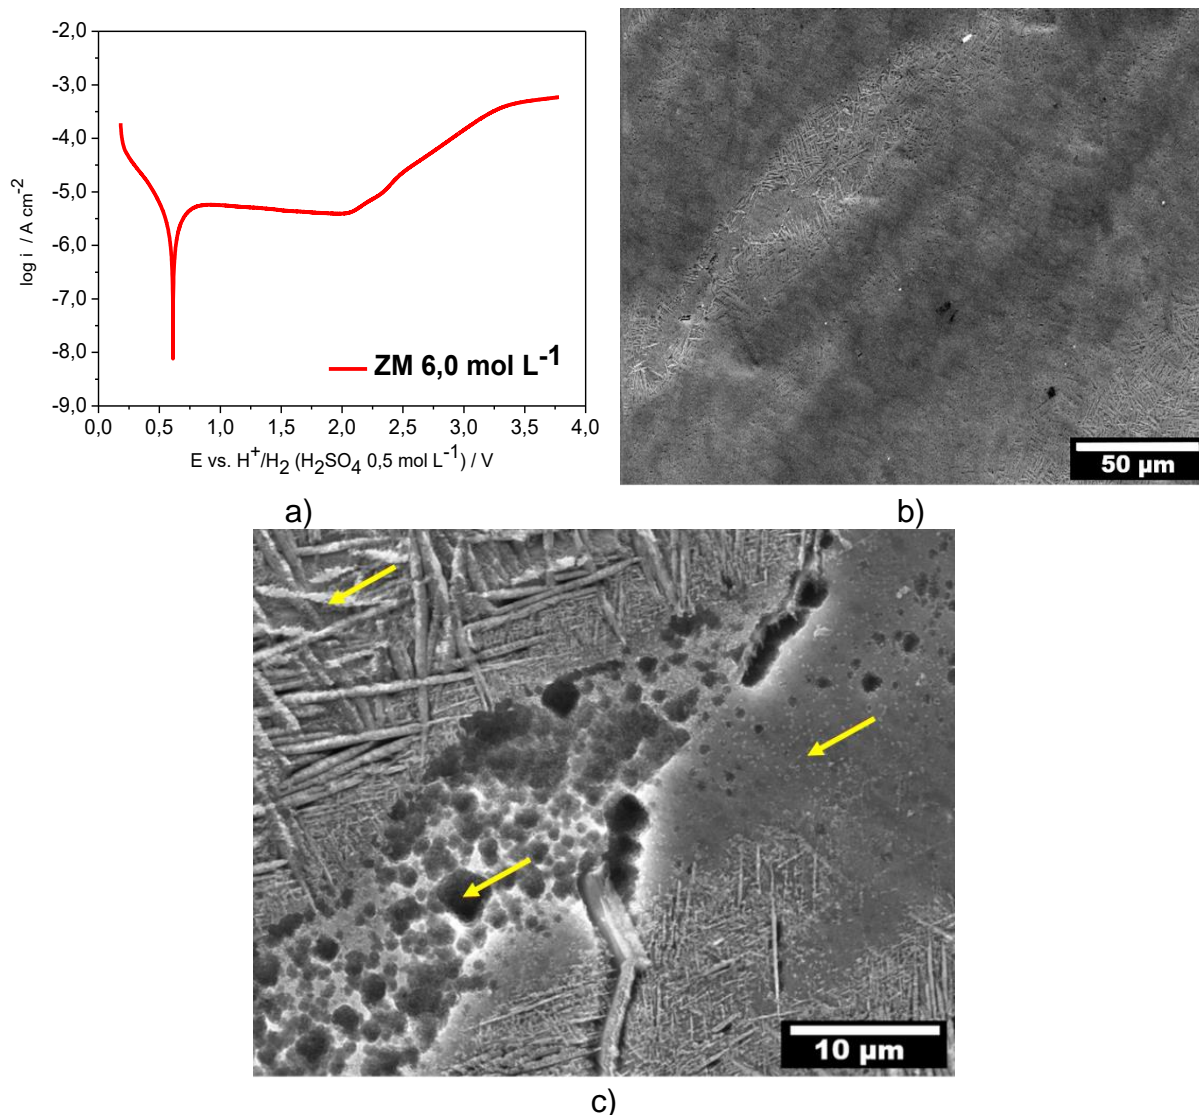 -2,0
-3,0
-4,0
-5,0
-6,0
-7,0
-8,0
-9,0
log i / A cm-2
ZM 6,0 mol L-1
0,0 0,5 1,0 1,5 2,0 2,5 3,0 3,5 4,0
E vs. H+/H2 (H2SO4 0,5 mol L-1) / V
50 µm
a) b)
10 µm
c)